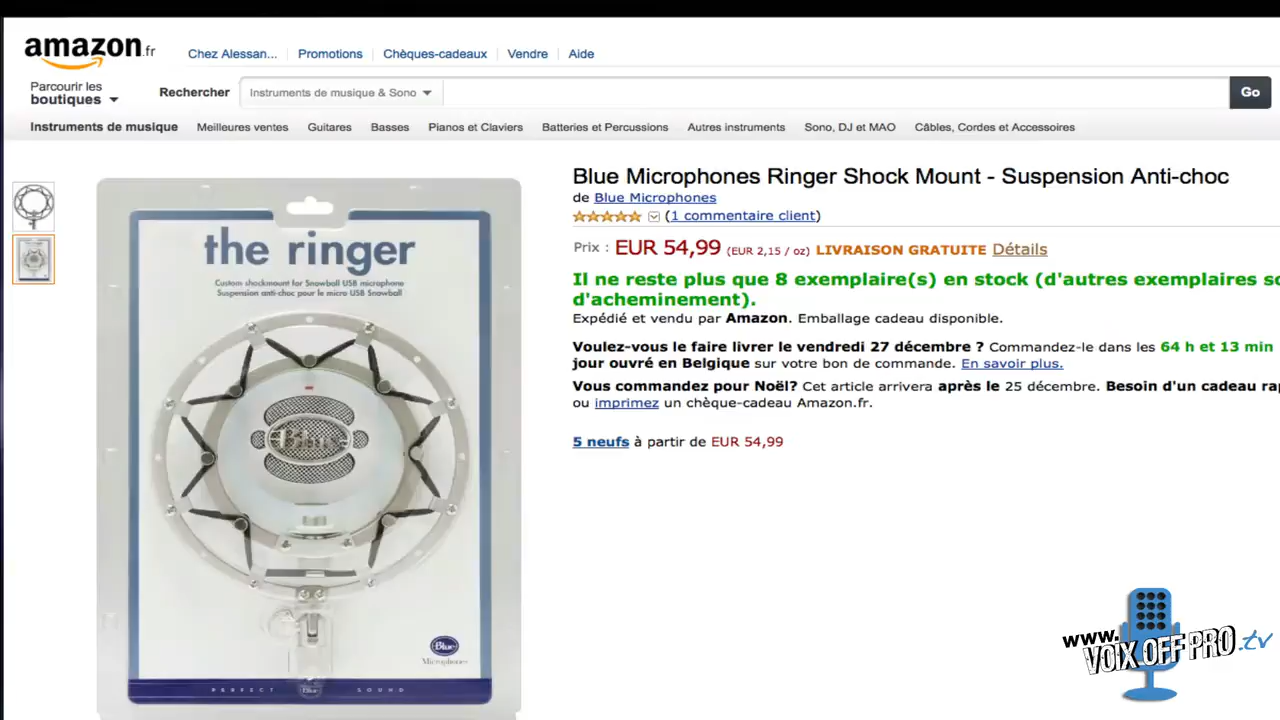 amazon.fr
Chez Alessan... Promotions Chèques-cadeaux Vendre Aide
Parcourir les
boutiques
Rechercher Instruments de musique & Sono Go
Instruments de musique Meilleures ventes Guitares Basses Pianos et Claviers Batteries et Percussions Autres instruments Sono, DJ et MAO Câbles, Cordes et Accessoires
Blue Microphones Ringer Shock Mount - Suspension Anti-choc
de Blue Microphones
(1 commentaire client)
Prix : EUR 54,99 (EUR 2,15 / oz) LIVRAISON GRATUITE Détails
Il ne reste plus que 8 exemplaire(s) en stock (d'autres exemplaires so
d'acheminement).
Expédié et vendu par Amazon. Emballage cadeau disponible.
Voulez-vous le faire livrer le vendredi 27 décembre ? Commandez-le dans les 64 h et 13 min
jour ouvré en Belgique sur votre bon de commande. En savoir plus.
Vous commandez pour Noël? Cet article arrivera après le 25 décembre. Besoin d'un cadeau rap
ou imprimez un chèque-cadeau Amazon.fr.
5 neufs à partir de EUR 54,99
the ringer
Custom shockmount for Snowball USB microphone
Suspension anti-choc pour le micro USB Snowball
Blue
Blue
Microphones
PERFECT Blue SOUND
www.
VOIX OFF PRO.tv